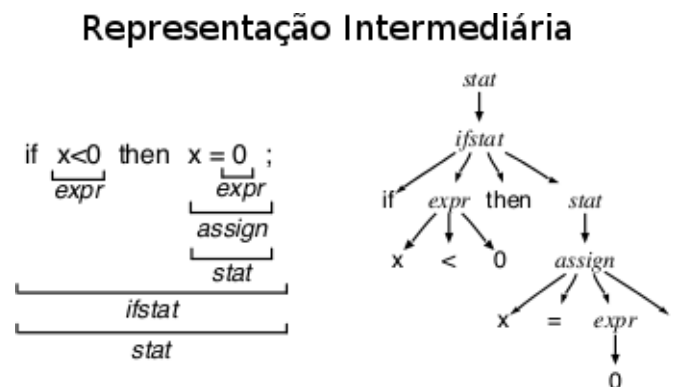 Representação Intermediária
if x<0 then x = 0 ;
expr expr
assign
stat
ifstat
stat
stat
ifstat
if expr then stat
x < 0 assign
x = expr
0